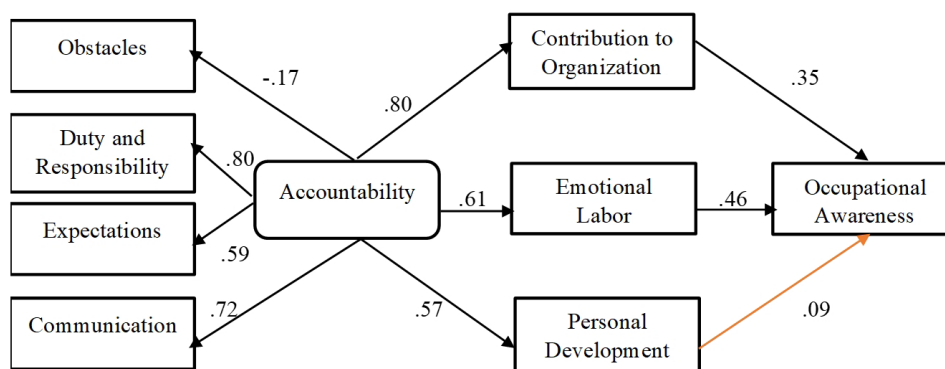 Obstacles
-.17
Duty and
Responsibility
.80
Expectations
.59
Communication
.72
Accountability
.80
Contribution to
Organization
.35
.61
Emotional
Labor
.46
Occupational
Awareness
.57
Personal
Development
.09